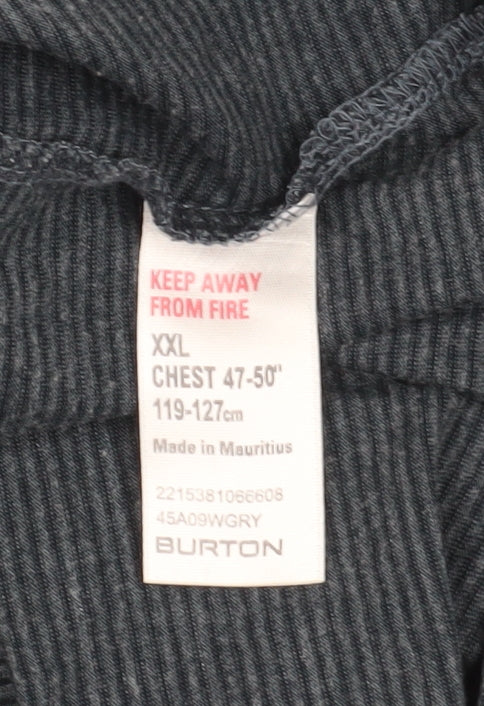 KEEP AWAY
FROM FIRE
XXL
CHEST 47-50"
119-127cm
Made in Mauritius
2215381066608
45A09WGRY
BURTON